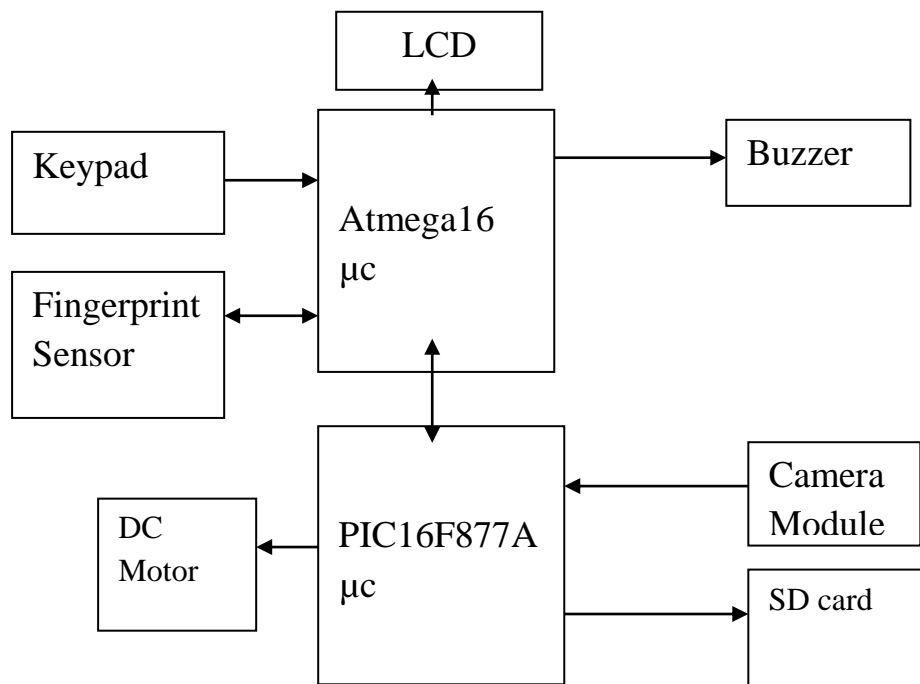 LCD
Keypad
Buzzer
Atmega16
µc
Fingerprint
Sensor
Camera
Module
DC
Motor
PIC16F877A
µc
SD card